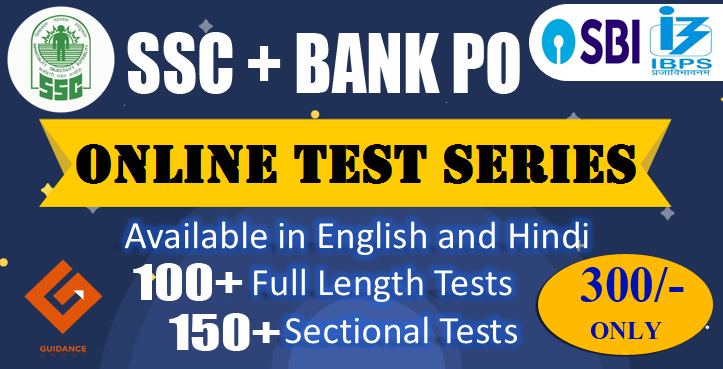 SSC + BANK PO
SSC
SBI
IBPS
प्रज्ञाविभावनम्
ONLINE TEST SERIES
Available in English and Hindi
100+ Full Length Tests
150+ Sectional Tests
300/-
ONLY
GUIDANCE